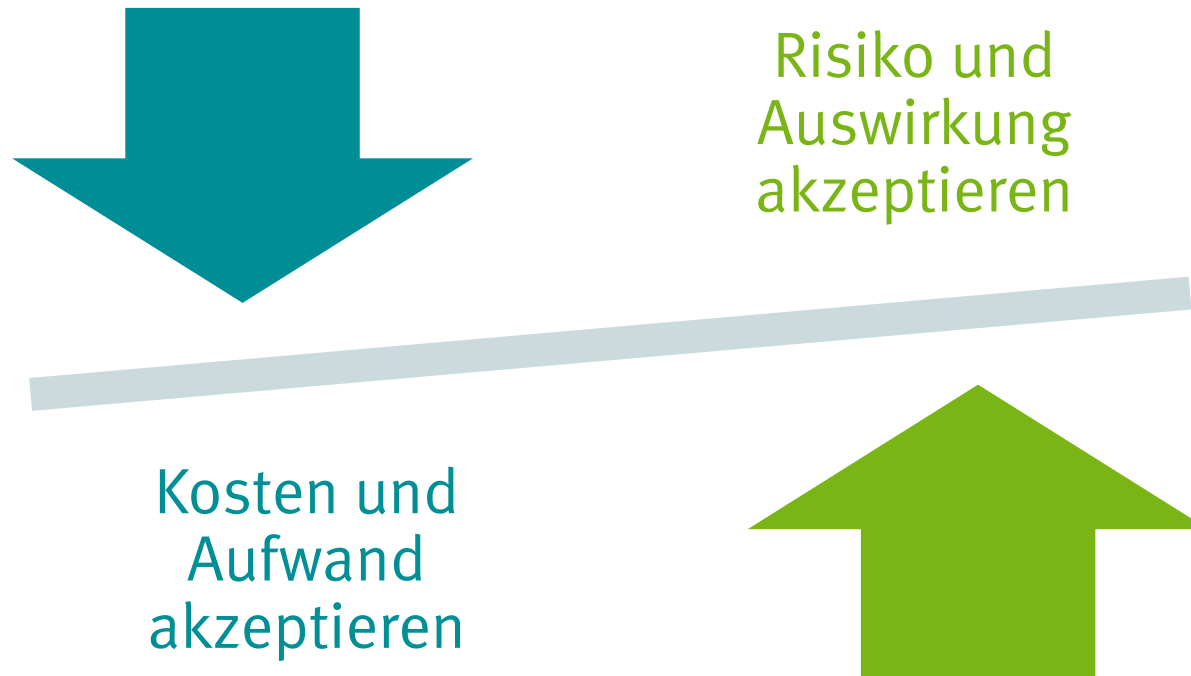 Risiko und
Auswirkung
akzeptieren
Kosten und
Aufwand
akzeptieren